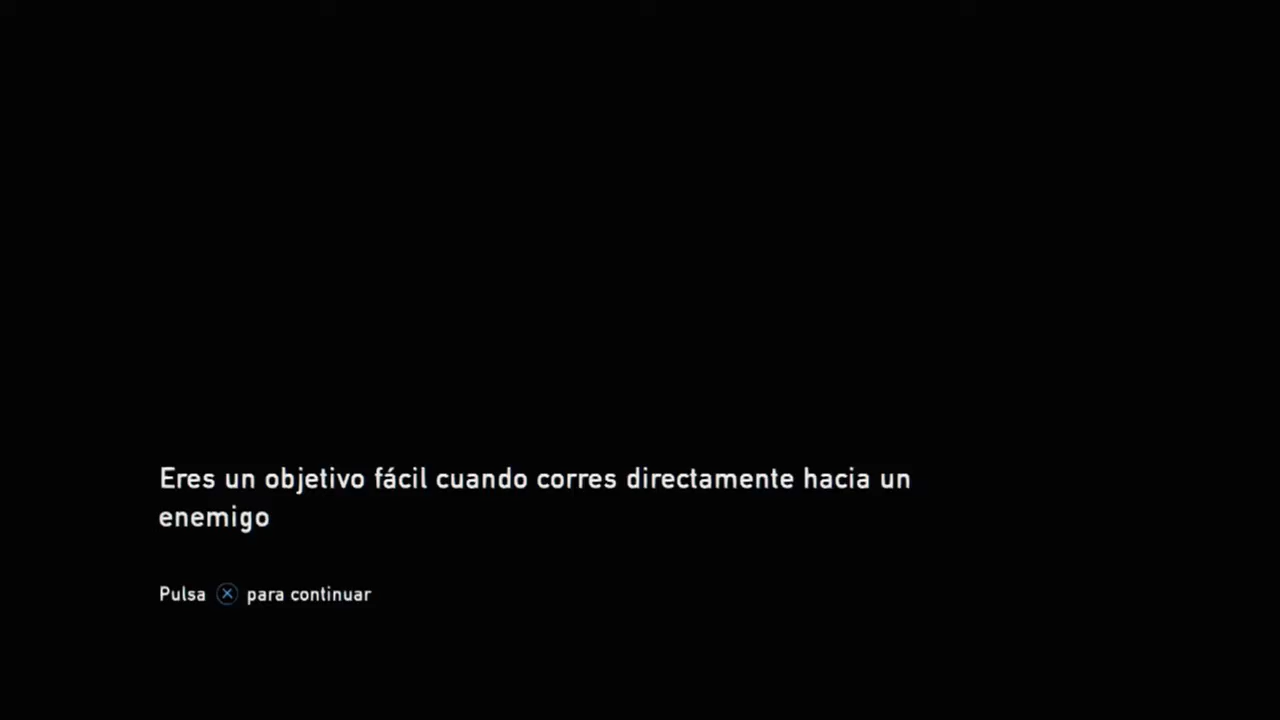 Eres un objetivo fácil cuando corres directamente hacia un
enemigo
Pulsa ⓧ para continuar